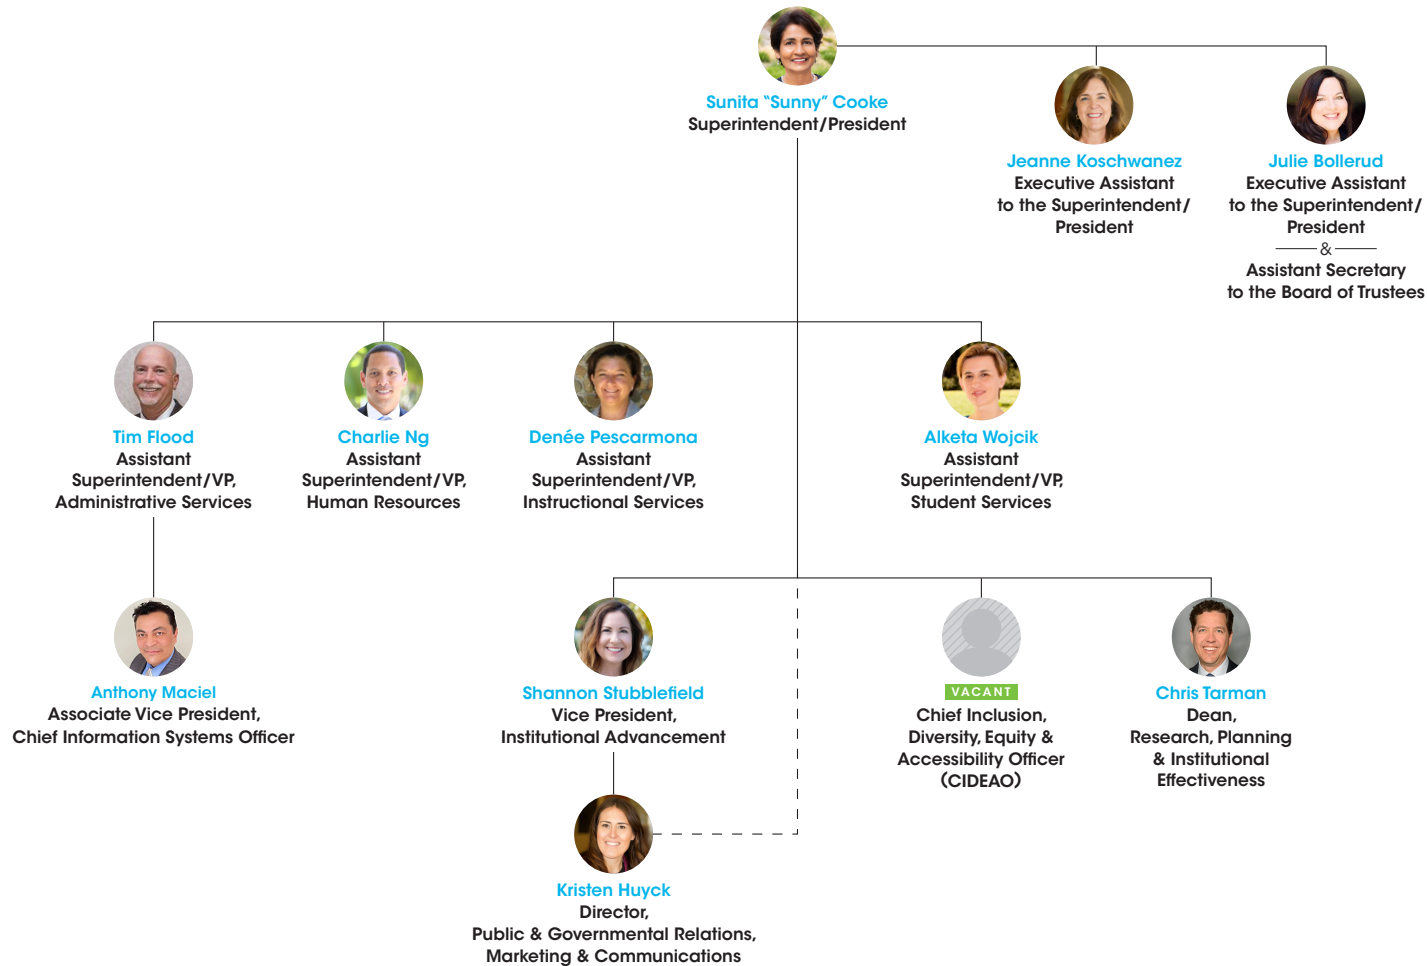 Sunita “Sunny” Cooke
Superintendent/President
Jeanne Koschwanez
Executive Assistant
to the Superintendent/
President
Julie Bollerud
Executive Assistant
to the Superintendent/
President
&
Assistant Secretary
to the Board of Trustees
Tim Flood
Assistant
Superintendent/VP,
Administrative Services
Charlie Ng
Assistant
Superintendent/VP,
Human Resources
Denée Pescarmona
Assistant
Superintendent/VP,
Instructional Services
Alketa Wojcik
Assistant
Superintendent/VP,
Student Services
Anthony Maciel
Associate Vice President,
Chief Information Systems Officer
Shannon Stubblefield
Vice President,
Institutional Advancement
VACANT
Chief Inclusion,
Diversity, Equity &
Accessibility Officer
(CIDEAO)
Chris Tarman
Dean,
Research, Planning
& Institutional
Effectiveness
Kristen Huyck
Director,
Public & Governmental Relations,
Marketing & Communications